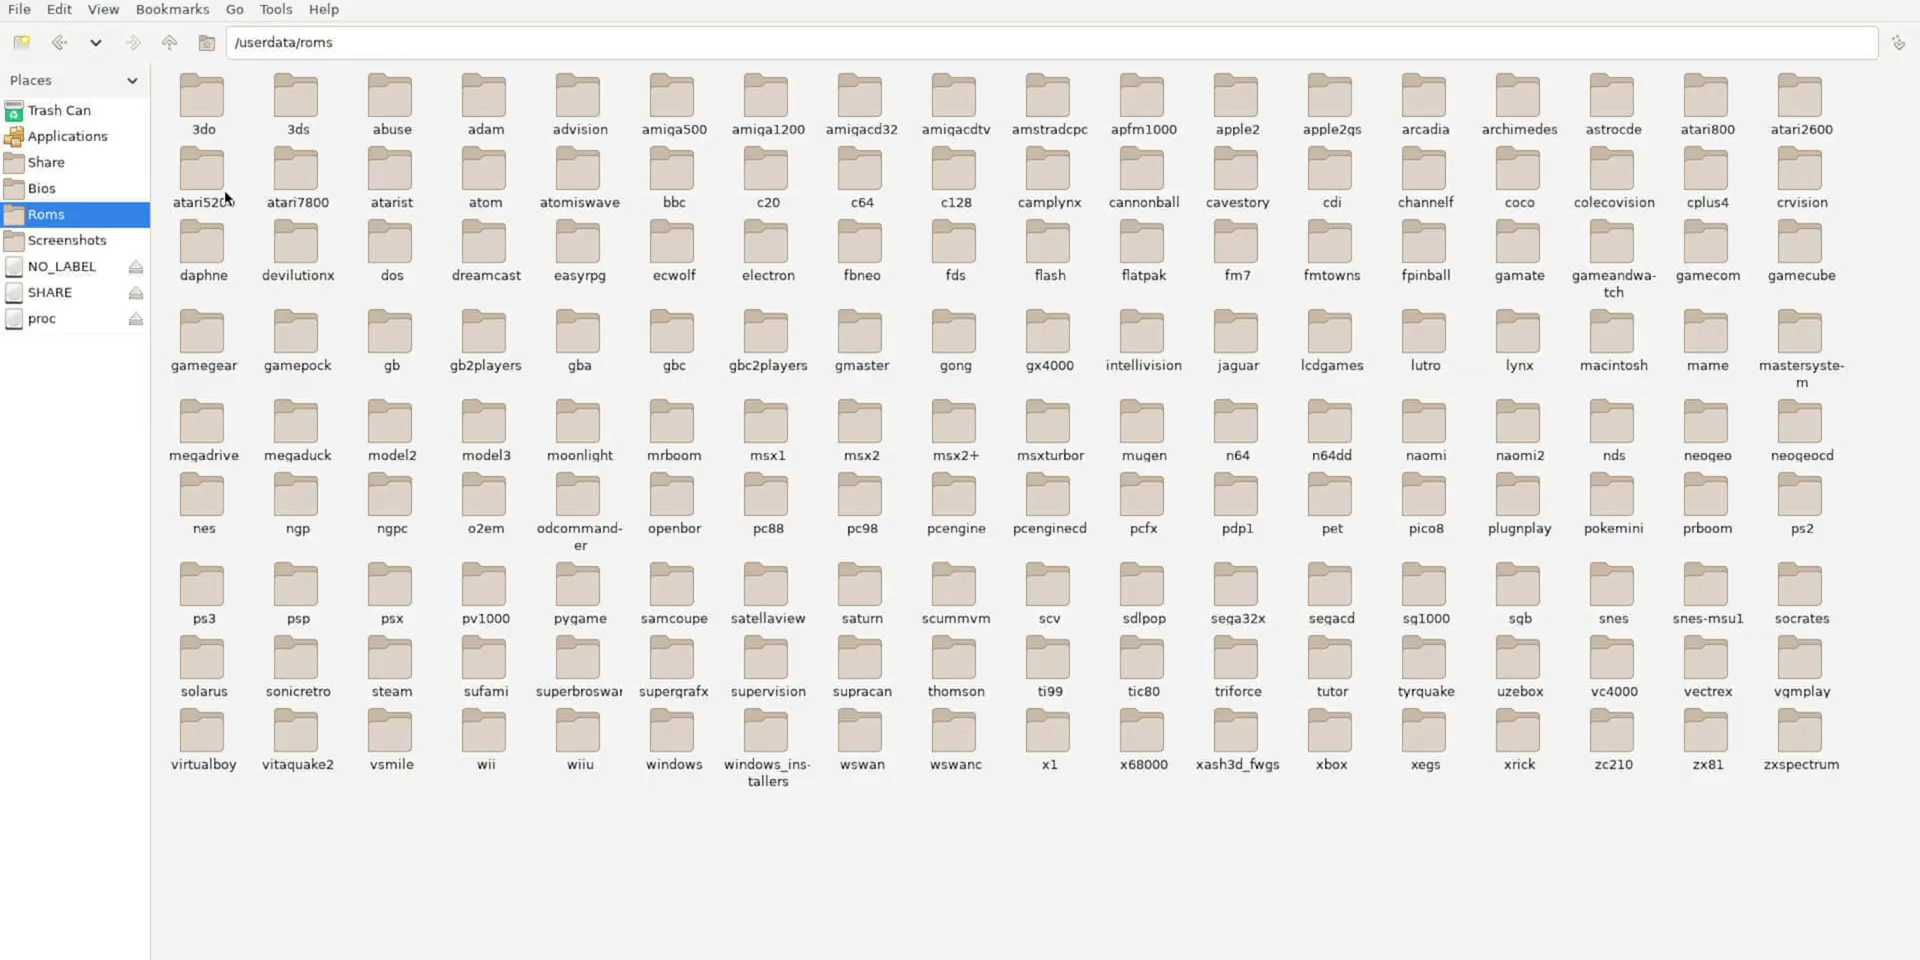 File Edit View Bookmarks Go Tools Help
/userdata/roms
Places
Trash Can
Applications
Share
Bios
Roms
Screenshots
NO_LABEL
SHARE
proc
3do 3ds abuse adam advision amiga500 amiga1200 amigacd32 amigacdtv amstradcpc apfm1000 apple2 apple2gs arcadia archimedes astrocde atari800 atari2600
atari5200 atari7800 atarist atom atomiswave bbc c20 c64 c128 camplynx cannonball cavestory cdi channelf coco colecovision cplus4 crvision
daphne devilutionx dos dreamcast easyrpg ecwolf electron fbneo fds flash flatpak fm7 fmtowns fpinball gamate gameandwa- gamecom gamecube
tch
gamegear gamepock gb gb2players gba gbc gbc2players gmaster gong gx4000 intellivision jaguar lcdgames lutro lynx macintosh mame mastersyste-
m
megadrive megaduck model2 model3 moonlight mrboom msx1 msx2 msx2+ msxturbor mugen n64 n64dd naomi naomi2 nds neogeo neogeocd
nes ngp ngpc o2em odcommand- openbor pc88 pc98 pcengine pcenginecd pcfx pdp1 pet pico8 plugnplay pokemini prboom ps2
er
ps3 psp psx pv1000 pygame samcoupe satellaview saturn scummvm scv sdlpop sega32x segacd sg1000 sgb snes snes-msu1 socrates
solarus sonicretro steam sufami superbroswar supergrafx supervision supracan thomson ti99 tic80 triforce tutor tyrquake uzebox vc4000 vectrex vgmplay
virtualboy vitaquake2 vsmile wii wiiu windows windows_ins- wswan wswanc x1 x68000 xash3d_fwgs xbox xegs xrick zc210 zx81 zxspectrum
tallers